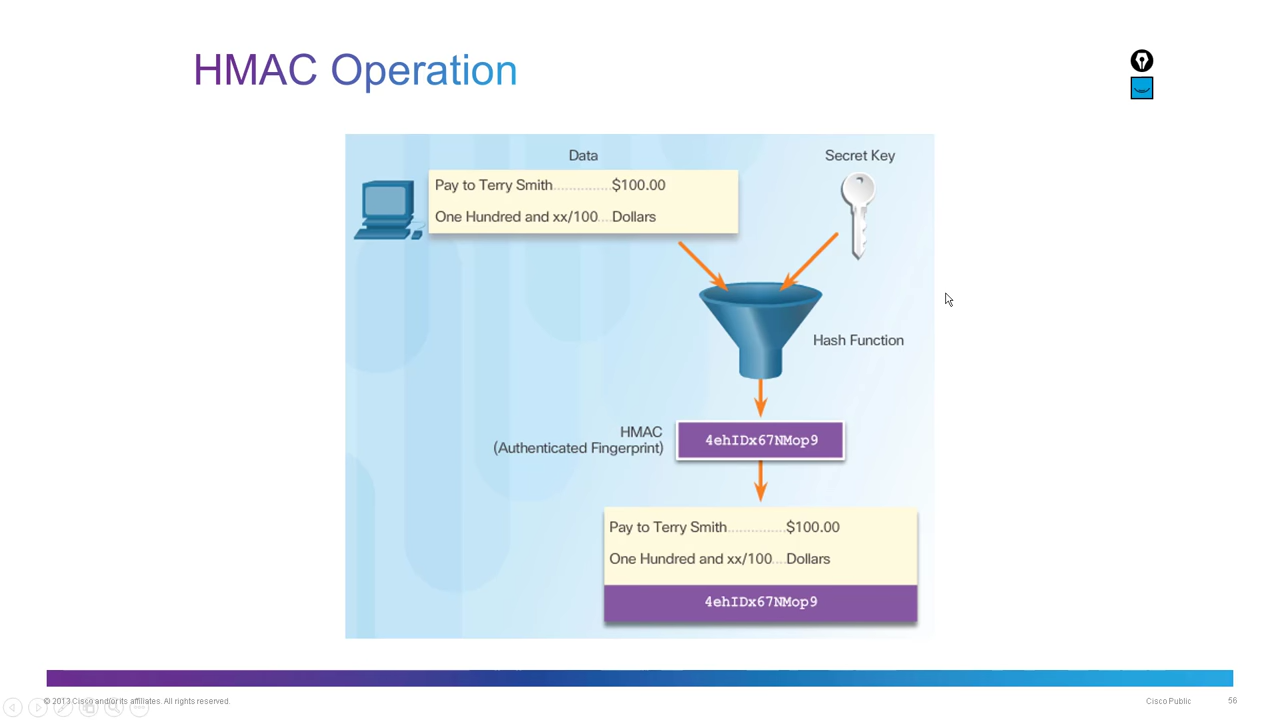 HMAC Operation
Data
Secret Key
Pay to Terry Smith..............$100.00
One Hundred and xx/100....Dollars
Hash Function
HMAC
(Authenticated Fingerprint)
4ehIDx67NMop9
Pay to Terry Smith..............$100.00
One Hundred and xx/100....Dollars
4ehIDx67NMop9
© 2013 Cisco and/or its affiliates. All rights reserved.
Cisco Public
56